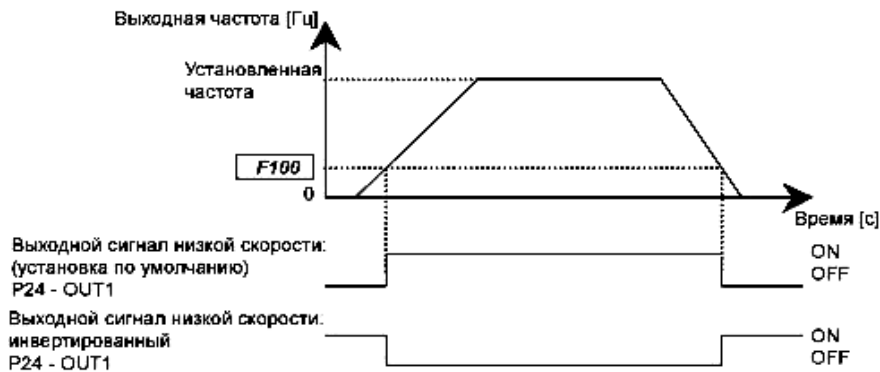 Выходная частота [Гц]
Установленная
частота
F100
0
Время [с]
Выходной сигнал низкой скорости:
(установка по умолчанию)
P24 - OUT1
ON
OFF
Выходной сигнал низкой скорости:
инвертированный
P24 - OUT1
ON
OFF